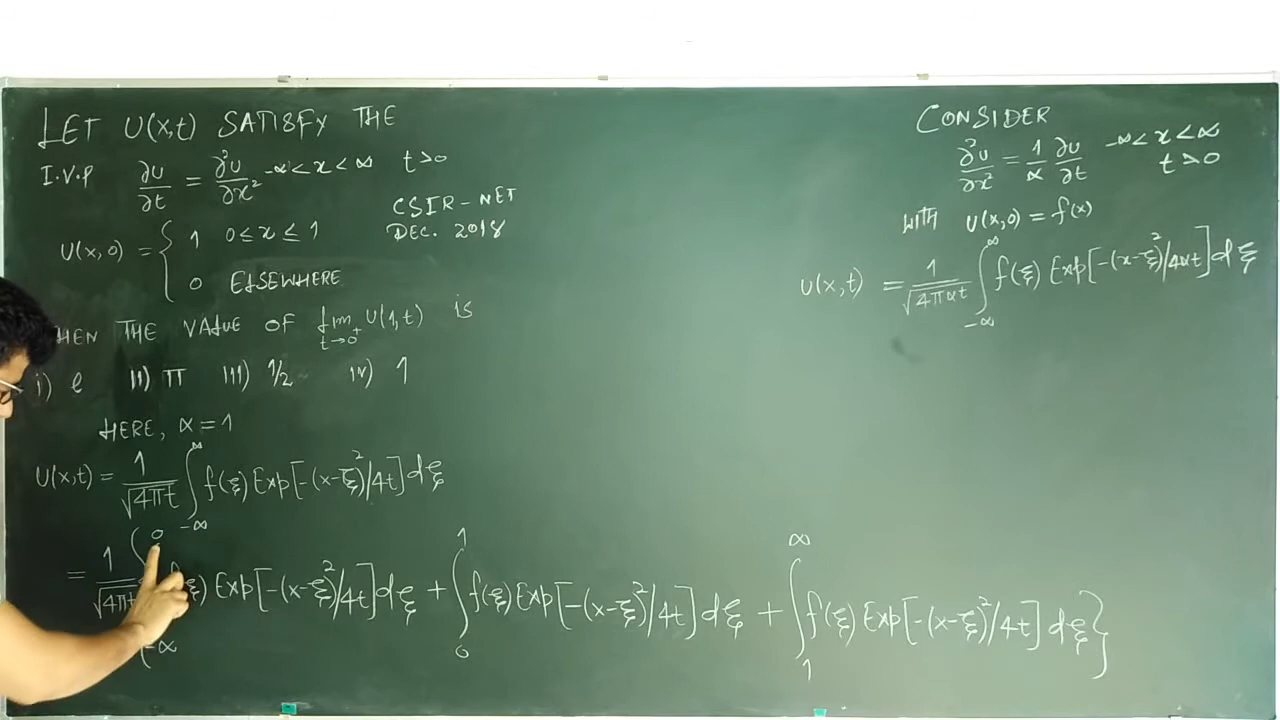 LET U(x,t) SATISFY THE
I.V.P ∂u/∂t = ∂²u/∂x² -∞<x<∞ t>0
CSIR-NET
DEC. 2018
U(x,0) = { 1 0≤x≤1
0 ELSEWHERE
HEN THE VALUE OF lim t→0+ U(1,t) is
i) e ii) π iii) 1/2 iv) 1
HERE, α=1
U(x,t) = 1/√4πt ∫_{-∞}^{∞} f(ξ) Exp[-(x-ξ)²/4t] dξ
= 1/√4πt { ∫_{-∞}^{0} f(ξ) Exp[-(x-ξ)²/4t] dξ + ∫_{0}^{1} f(ξ) Exp[-(x-ξ)²/4t] dξ + ∫_{1}^{∞} f(ξ) Exp[-(x-ξ)²/4t] dξ }
CONSIDER
∂²u/∂x² = 1/α ∂u/∂t -∞<x<∞
t>0
WITH U(x,0) = f(x)
U(x,t) = 1/√4παt ∫_{-∞}^{∞} f(ξ) Exp[-(x-ξ)²/4αt] dξ